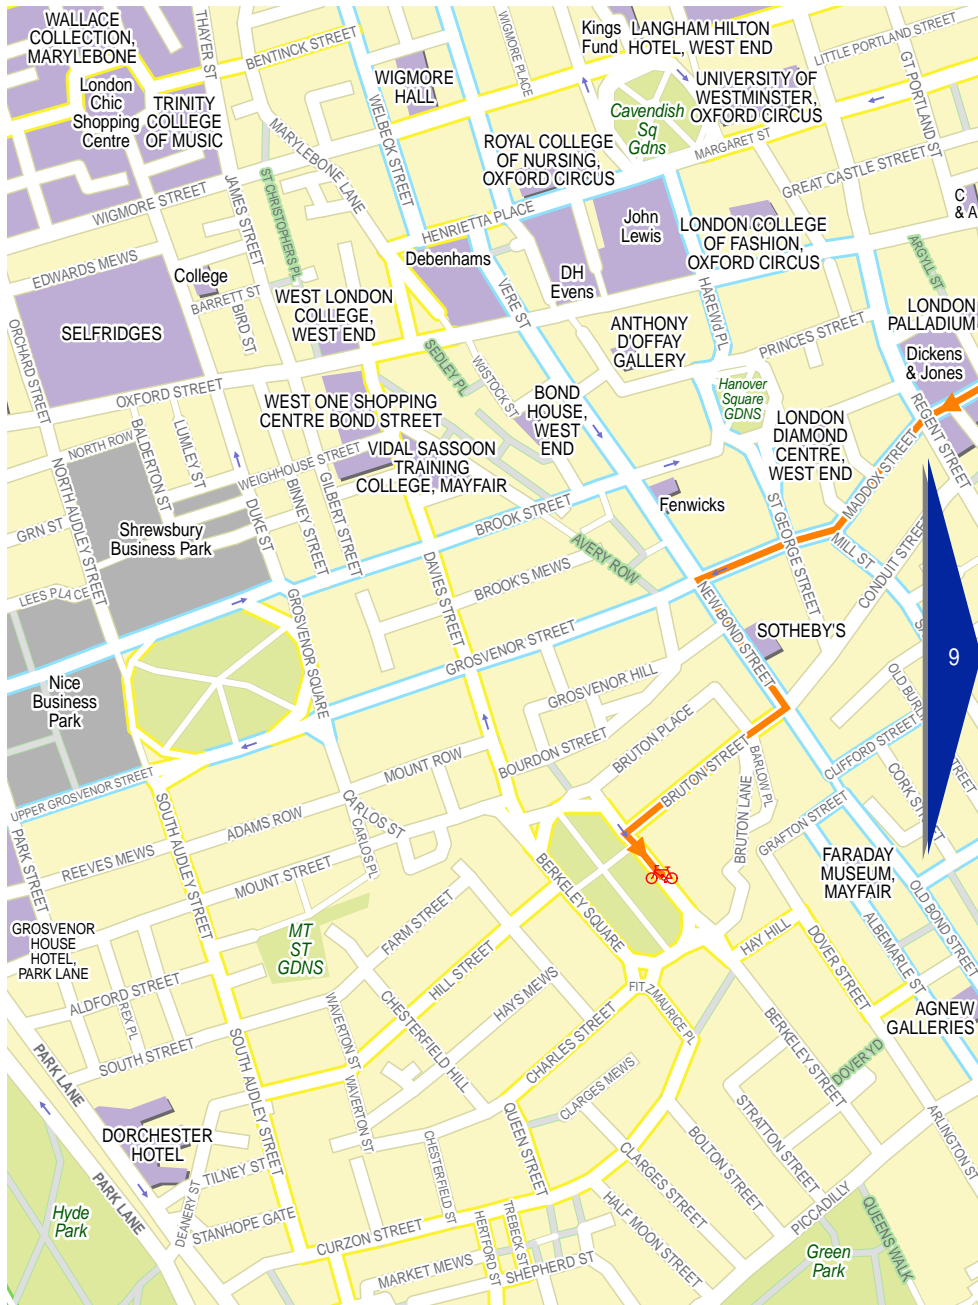 WALLACE
COLLECTION,
MARYLEBONE
THAYER ST
BENTINCK STREET
WIGMORE PLACE
Kings
Fund
LANGHAM HILTON
HOTEL, WEST END
LITTLE PORTLAND STREET
GT PORTLAND ST
London
Chic
Shopping
Centre
TRINITY
COLLEGE
OF MUSIC
WIGMORE
HALL
WELBECK STREET
Cavendish
Sq
Gdns
UNIVERSITY OF
WESTMINSTER,
OXFORD CIRCUS
MARYLEBONE LANE
ROYAL COLLEGE
OF NURSING,
OXFORD CIRCUS
MARGARET ST
GREAT CASTLE STREET
WIGMORE STREET
JAMES STREET
ST CHRISTOPHERS PL
HENRIETTA PLACE
John
Lewis
LONDON COLLEGE
OF FASHION,
OXFORD CIRCUS
C
& A
ARGYLL ST
EDWARDS MEWS
College
BARRETT ST
BIRD ST
Debenhams
VERE ST
DH
Evens
HAREWd PL
ORCHARD STREET
SELFRIDGES
WEST LONDON
COLLEGE,
WEST END
SEDLEY PL
WdSTOCK ST
ANTHONY
D'OFFAY
GALLERY
PRINCES STREET
LONDON
PALLADIUM
Dickens
& Jones
OXFORD STREET
WEST ONE SHOPPING
CENTRE BOND STREET
BOND
HOUSE,
WEST
END
Hanover
Square
GDNS
LONDON
DIAMOND
CENTRE,
WEST END
REGENT STREET
NORTH ROW
BALDERTON ST
LUMLEY ST
WEIGHHOUSE STREET
VIDAL SASSOON
TRAINING
COLLEGE, MAYFAIR
MADDOX STREET
NORTH AUDLEY STREET
DUKE ST
BINNEY STREET
GILBERT STREET
Fenwicks
ST GEORGE STREET
GRN ST
Shrewsbury
Business Park
BROOK STREET
AVERY ROW
MILL ST
CONDUIT STREET
LEES PLACE
DAVIES STREET
BROOK'S MEWS
NEW BOND STREET
GROSVENOR SQUARE
GROSVENOR STREET
SOTHEBY'S
9
Nice
Business
Park
GROSVENOR HILL
OLD BURL
CLIFFORD STREET
STREET
UPPER GROSVENOR STREET
MOUNT ROW
BOURDON STREET
BRUTON PLACE
BRUTON STREET
BARLOW PL
CORK STREET
SOUTH AUDLEY STREET
PARK STREET
REEVES MEWS
ADAMS ROW
CARLOS ST
CARLOS PL
BRUTON LANE
GRAFTON STREET
FARADAY
MUSEUM,
MAYFAIR
MOUNT STREET
BERKELEY SQUARE
OLD BOND STREET
ALBEMARLE ST
GROSVENOR
HOUSE
HOTEL,
PARK LANE
MT
ST
GDNS
FARM STREET
HILL STREET
HAY HILL
DOVER STREET
ALDFORD STREET
REX PL
WAVERTON ST
CHESTERFIELD HILL
HAYS MEWS
FITZMAURICE PL
BERKELEY STREET
AGNEW
GALLERIES
SOUTH STREET
SOUTH AUDLEY STREET
WAVERTON ST
CHARLES STREET
CLARGES MEWS
DOVER YD
PARK LANE
DORCHESTER
HOTEL
QUEEN STREET
CHESTERFIELD ST
CLARGES STREET
BOLTON STREET
STRATTON STREET
ARLINGTON ST
TILNEY ST
DEANERY ST
STANHOPE GATE
PARK LANE
Hyde
Park
CURZON STREET
HERTFORD ST
TREBECK ST
HALF MOON STREET
PICCADILLY
QUEENS WALK
Green
Park
MARKET MEWS
SHEPHERD ST